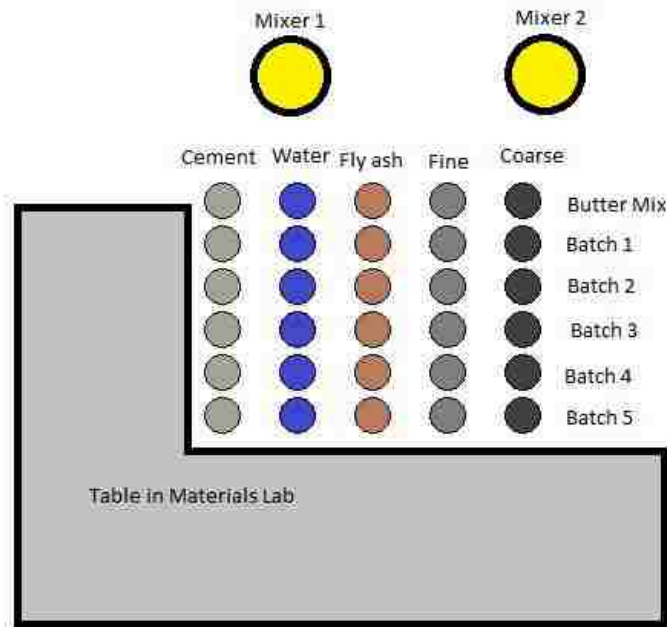 Mixer 1
Mixer 2
Cement Water Fly ash Fine Coarse
Butter Mix
Batch 1
Batch 2
Batch 3
Batch 4
Batch 5
Table in Materials Lab